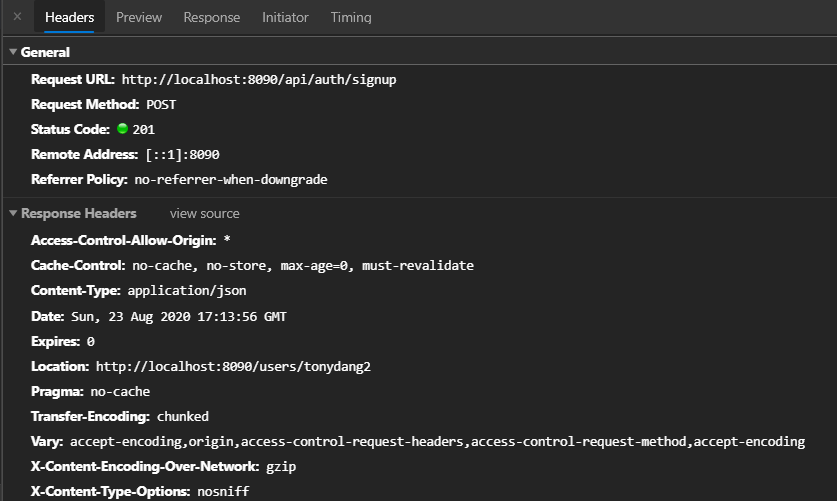 Headers Preview Response Initiator Timing
General
Request URL: http://localhost:8090/api/auth/signup
Request Method: POST
Status Code: 201
Remote Address: [::1]:8090
Referrer Policy: no-referrer-when-downgrade
Response Headers view source
Access-Control-Allow-Origin: *
Cache-Control: no-cache, no-store, max-age=0, must-revalidate
Content-Type: application/json
Date: Sun, 23 Aug 2020 17:13:56 GMT
Expires: 0
Location: http://localhost:8090/users/tonydang2
Pragma: no-cache
Transfer-Encoding: chunked
Vary: accept-encoding,origin,access-control-request-headers,access-control-request-method,accept-encoding
X-Content-Encoding-Over-Network: gzip
X-Content-Type-Options: nosniff